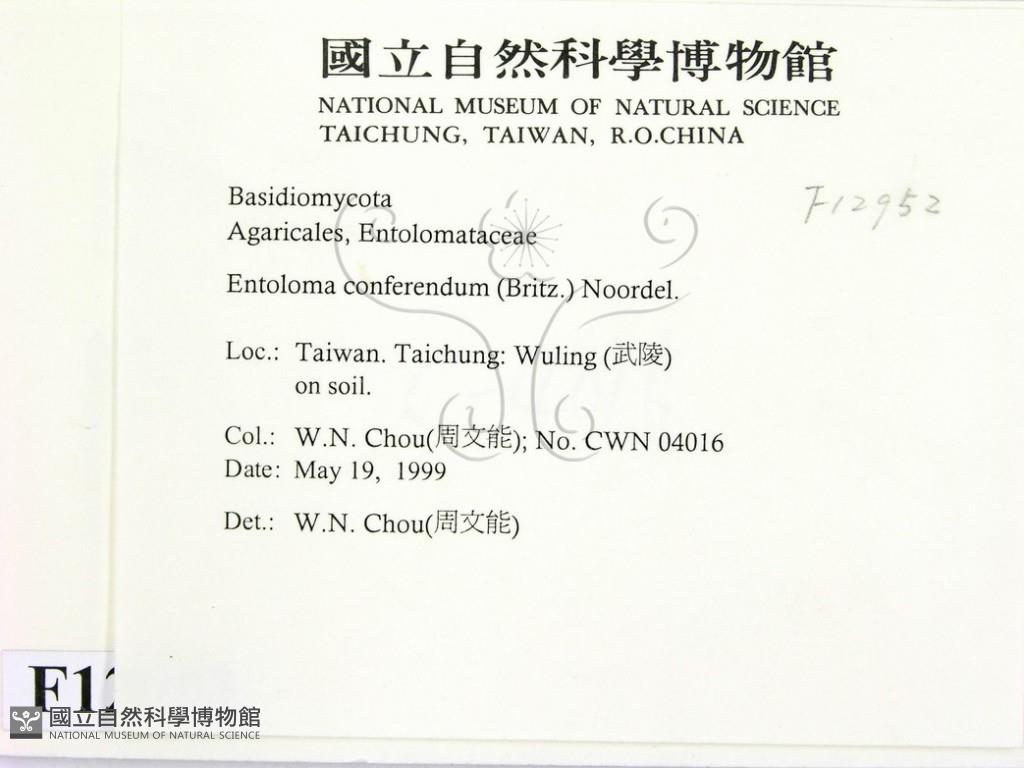 國立自然科學博物館
NATIONAL MUSEUM OF NATURAL SCIENCE
TAICHUNG, TAIWAN, R.O.CHINA
F12952
Basidiomycota
Agaricales, Entolomataceae
Entoloma conferendum (Britz.) Noordel.
Loc.: Taiwan. Taichung: Wuling (武陵)
on soil.
Col.: W.N. Chou(周文能); No. CWN 04016
Date: May 19, 1999
Det.: W.N. Chou(周文能)
F12
國立自然科學博物館
NATIONAL MUSEUM OF NATURAL SCIENCE